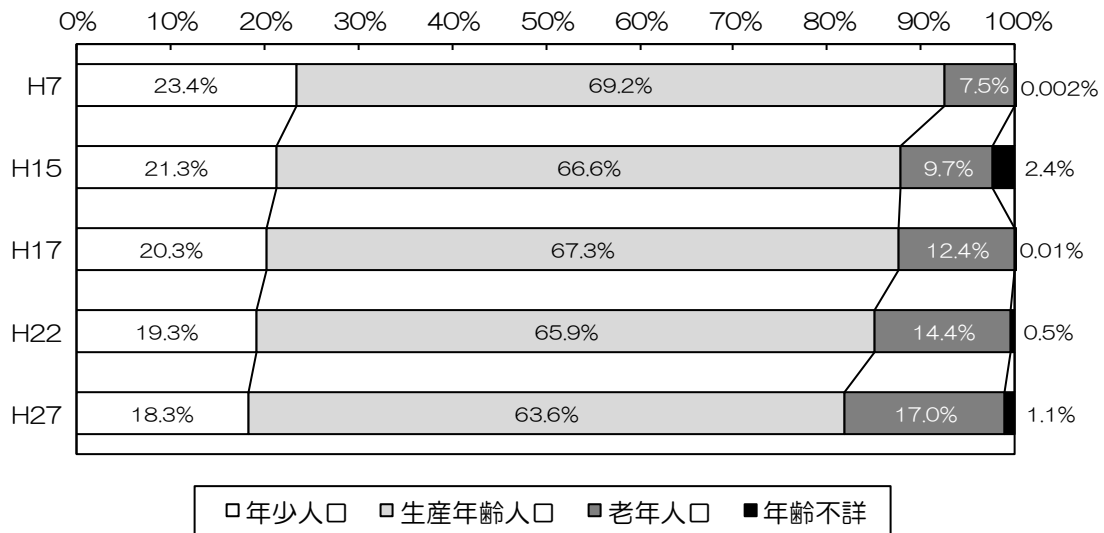 0% 10% 20% 30% 40% 50% 60% 70% 80% 90% 100%
H7 23.4% 69.2% 7.5% 0.002%
H15 21.3% 66.6% 9.7% 2.4%
H17 20.3% 67.3% 12.4% 0.01%
H22 19.3% 65.9% 14.4% 0.5%
H27 18.3% 63.6% 17.0% 1.1%
年少人口 生産年齢人口 老年人口 年齢不詳